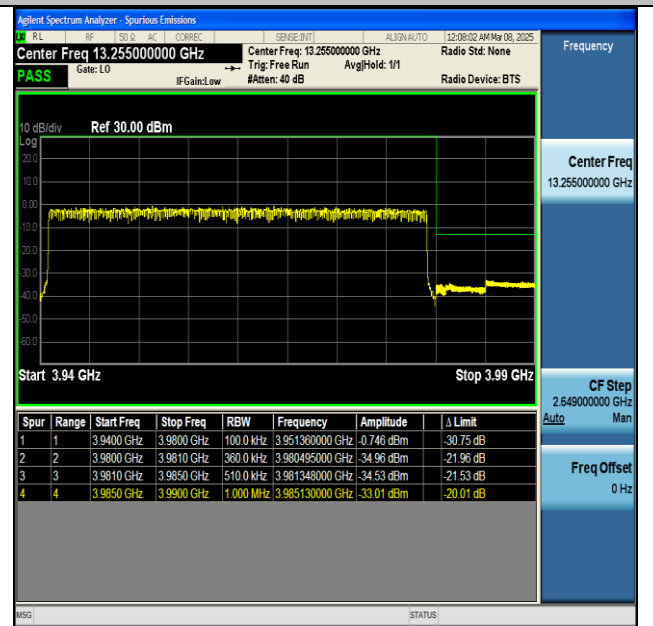 Agilent Spectrum Analyzer - Spurious Emissions
RL RF 50 Ω AC CORREC SENSE:INT ALIGN AUTO 12:08:02 AM Mar 08, 2025
Center Freq 13.255000000 GHz Center Freq: 13.255000000 GHz Radio Std: None
PASS Gate: LO Trig: Free Run Avg|Hold: 1/1
IFGain:Low #Atten: 40 dB Radio Device: BTS
Frequency
10 dB/div Ref 30.00 dBm
Log
20.0
10.0
0.00
-10.0
-20.0
-30.0
-40.0
-50.0
-60.0
Start 3.94 GHz Stop 3.99 GHz
Center Freq
13.255000000 GHz
CF Step
2.649000000 GHz
Auto Man
Freq Offset
0 Hz
Spur Range Start Freq Stop Freq RBW Frequency Amplitude Δ Limit
1 1 3.9400 GHz 3.9800 GHz 100.0 kHz 3.951360000 GHz -0.746 dBm -30.75 dB
2 2 3.9800 GHz 3.9810 GHz 360.0 kHz 3.980495000 GHz -34.96 dBm -21.96 dB
3 3 3.9810 GHz 3.9850 GHz 510.0 kHz 3.981348000 GHz -34.53 dBm -21.53 dB
4 4 3.9850 GHz 3.9900 GHz 1.000 MHz 3.985130000 GHz -33.01 dBm -20.01 dB
MSG STATUS